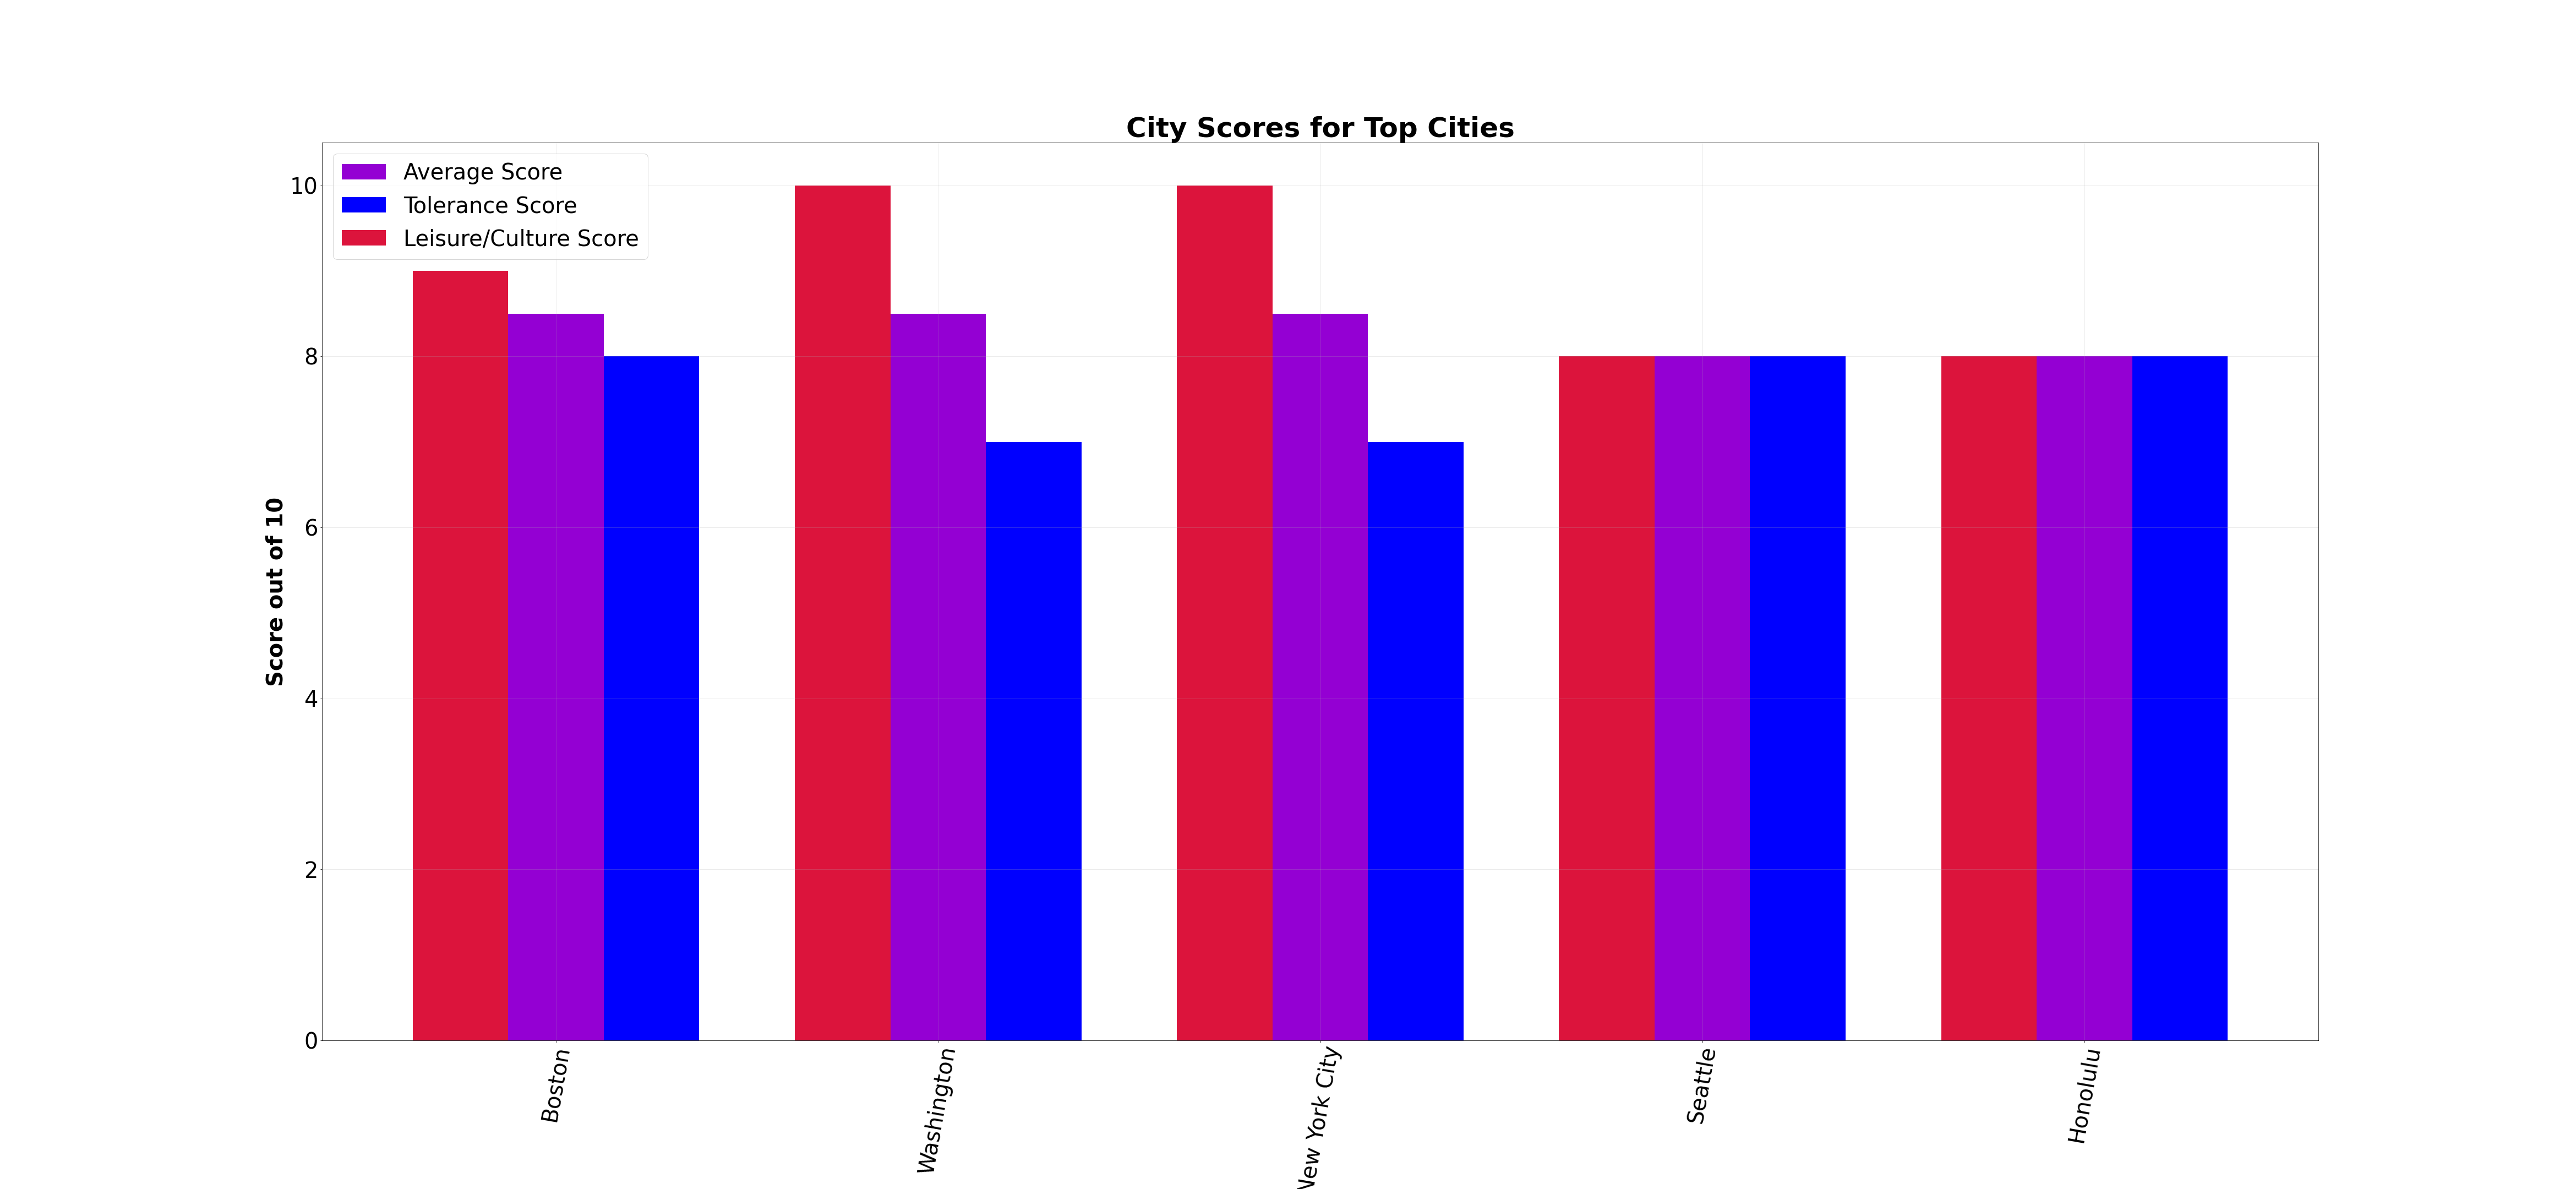 City Scores for Top Cities
Average Score
Tolerance Score
Leisure/Culture Score
10
8
6
4
2
0
Score out of 10
Boston
Washington
New York City
Seattle
Honolulu